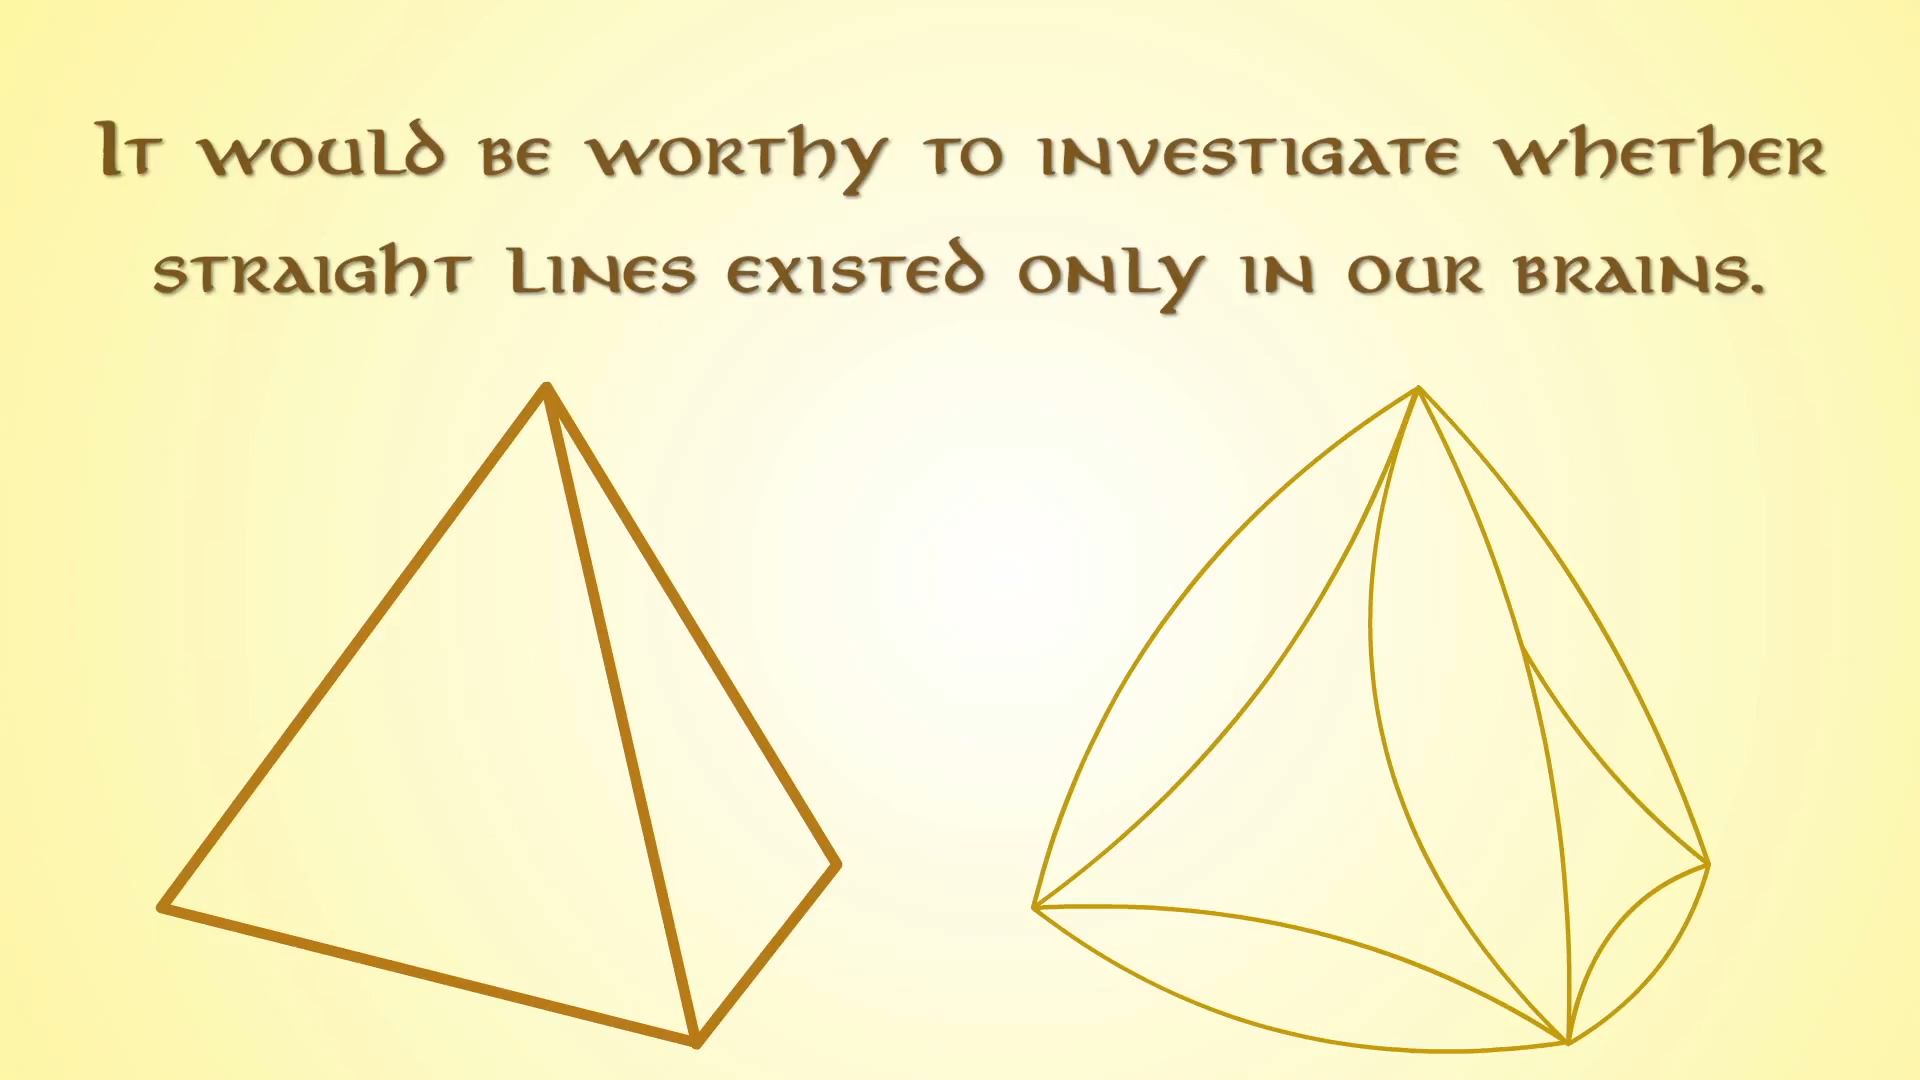 It would be worthy to investigate whether
straight lines existed only in our brains.